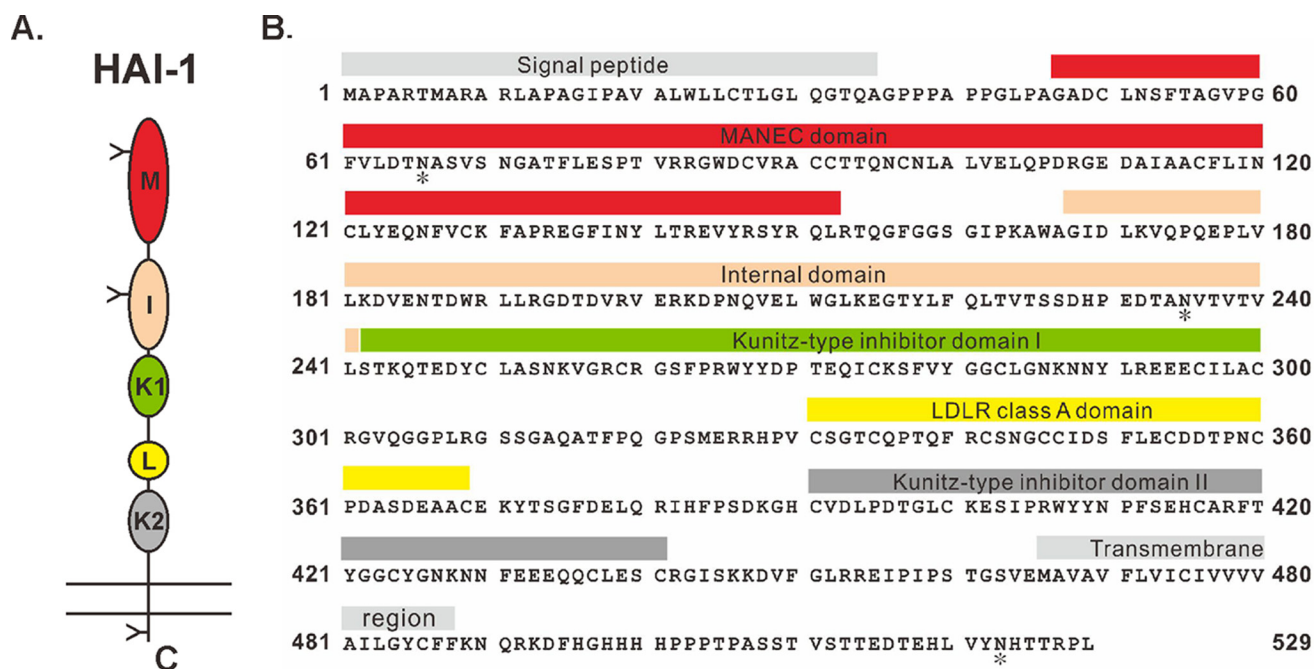 A.
HAI-1
M
I
K1
L
K2
C
B.
Signal peptide
1 MAPARTMARA RLAPAGIPAV ALWLLCTLGL QGTQAGPPPA PPGLPAGADC LNSFTAGVPG 60
MANEC domain
61 FVLDTNASVS NGATFLESPT VRRGWDCVRA CCTTQNCNLA LVELQPDRGE DAIAACFLIN 120
*
121 CLYEQNFVCK FAPREGFINY LTREVYRSYR QLRTQGFGGS GIPKAWAGID LKVQPQEPLV 180
Internal domain
181 LKDVENTDWR LLRGDTDVRV ERKDPNQVEL WGLKEGTYLF QLTVTSSDHP EDTANVTVTV 240
*
Kunitz-type inhibitor domain I
241 LSTKQTEDYC LASNKVGRCR GSFPRWYYDP TEQICKSFVY GGCLGNKNNY LREEECILAC 300
LDLR class A domain
301 RGVQGGPLRG SSGAQATFPQ GPSMERRHPV CSGTCQPTQF RCSNGCCIDS FLECDDTPNC 360
361 PDASDEAACE KYTSGFDELQ RIHFPSDKGH CVDLPDTGLC KESIPRWYYN PFSEHCARFT 420
Kunitz-type inhibitor domain II
421 YGGCYGNKNN FEEEQQCLES CRGISKKDVF GLRREIPIPS TGSVEMAVAV FLVICIVVVV 480
Transmembrane
region
481 AILGYCFFKN QRKDFHGHHH HPPPTPASST VSTTEDTEHL VYNHTTRPL 529
*